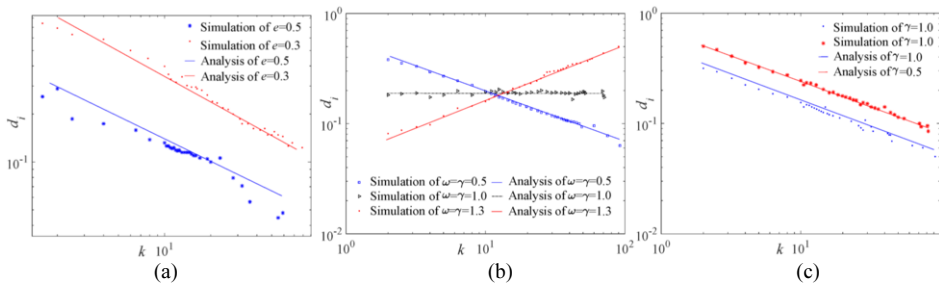 Simulation of e=0.5
Simulation of e=0.3
Analysis of e=0.5
Analysis of e=0.3
d_i
10^-1
k
10^1
(a)
10^0
d_i
10^-1
10^-2
Simulation of ω=γ=0.5
Simulation of ω=γ=1.0
Simulation of ω=γ=1.3
Analysis of ω=γ=0.5
Analysis of ω=γ=1.0
Analysis of ω=γ=1.3
10^0
k
10^1
10^2
(b)
10^0
d_i
10^-1
10^-2
Simulation of γ=1.0
Simulation of γ=1.0
Analysis of γ=1.0
Analysis of γ=0.5
10^0
k
10^1
(c)